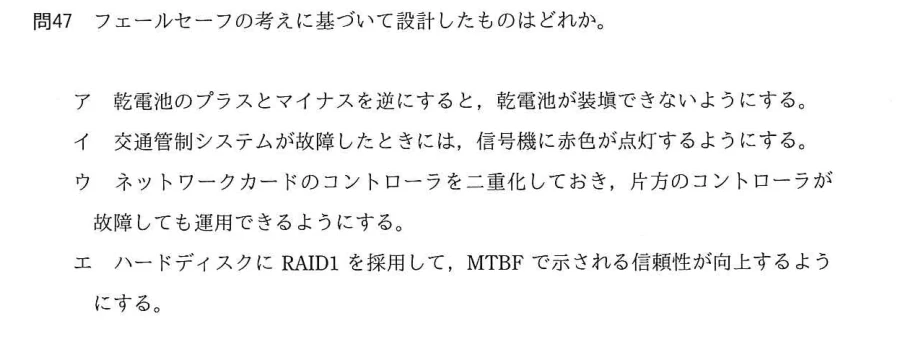 問47　フェールセーフの考えに基づいて設計したものはどれか。
ア　乾電池のプラスとマイナスを逆にすると，乾電池が装塡できないようにする。
イ　交通管制システムが故障したときには，信号機に赤色が点灯するようにする。
ウ　ネットワークカードのコントローラを二重化しておき，片方のコントローラが
故障しても運用できるようにする。
エ　ハードディスクに RAID1 を採用して，MTBF で示される信頼性が向上するよう
にする。